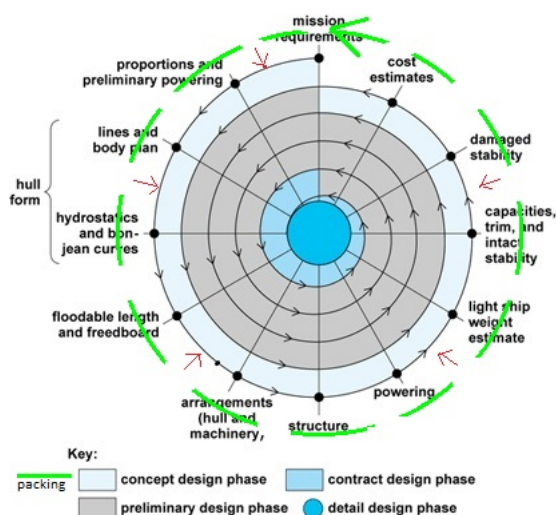 mission
requirements
proportions and
preliminary powering
cost
estimates
lines and
body plan
damaged
stability
hull
form
hydrostatics
and bon-
jean curves
capacities,
trim, and
intact
stability
floodable length
and freedboard
light ship
weight
estimate
arrangements
(hull and
machinery,
structure
powering
Key:
packing
concept design phase
contract design phase
preliminary design phase
detail design phase